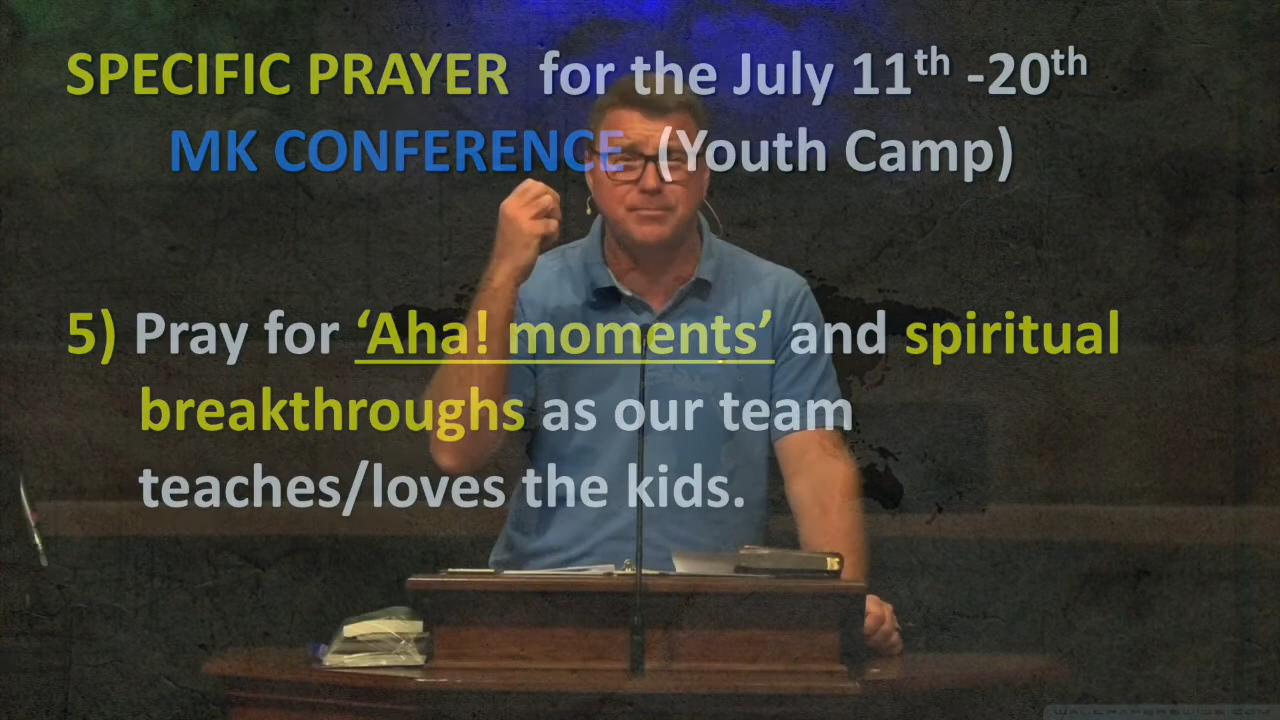 SPECIFIC PRAYER for the July 11th -20th
MK CONFERENCE (Youth Camp)
5) Pray for ‘Aha! moments’ and spiritual
breakthroughs as our team
teaches/loves the kids.